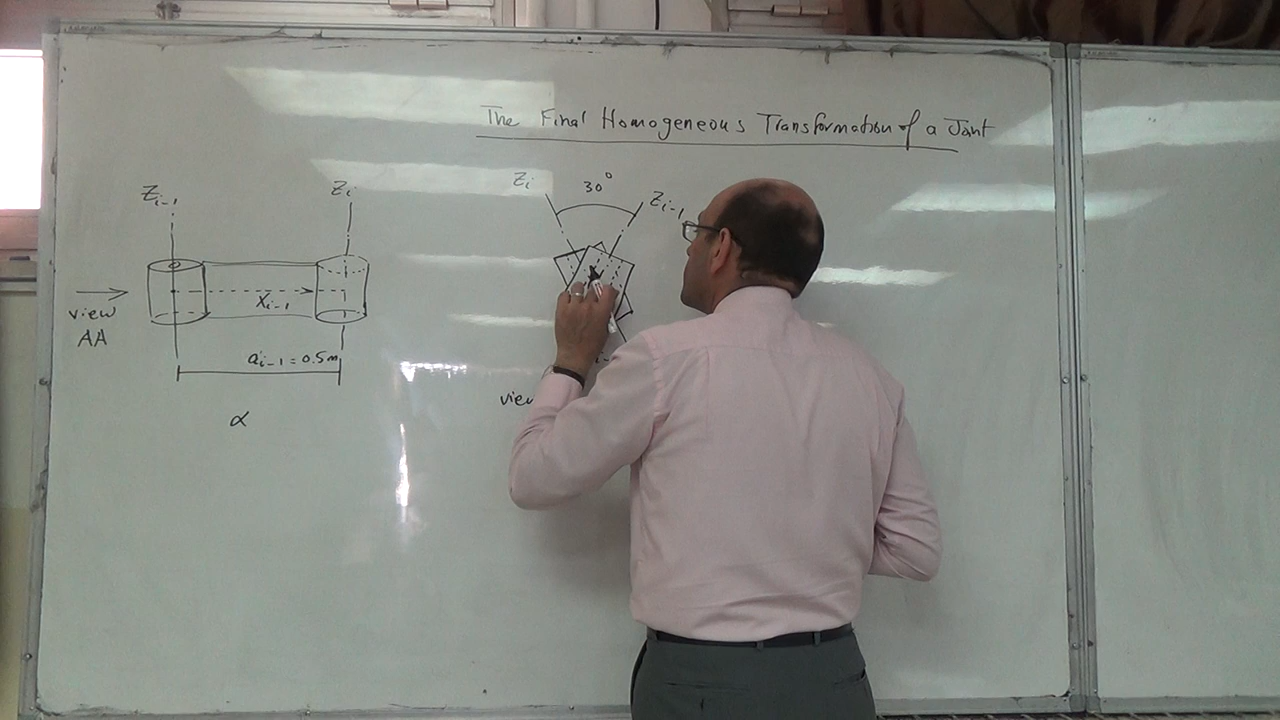 The Final Homogeneous Transformation of a Joint
Zi-1
Zi
view
AA
Xi-1
ai-1 = 0.5m
α
Zi
30°
Zi-1
view